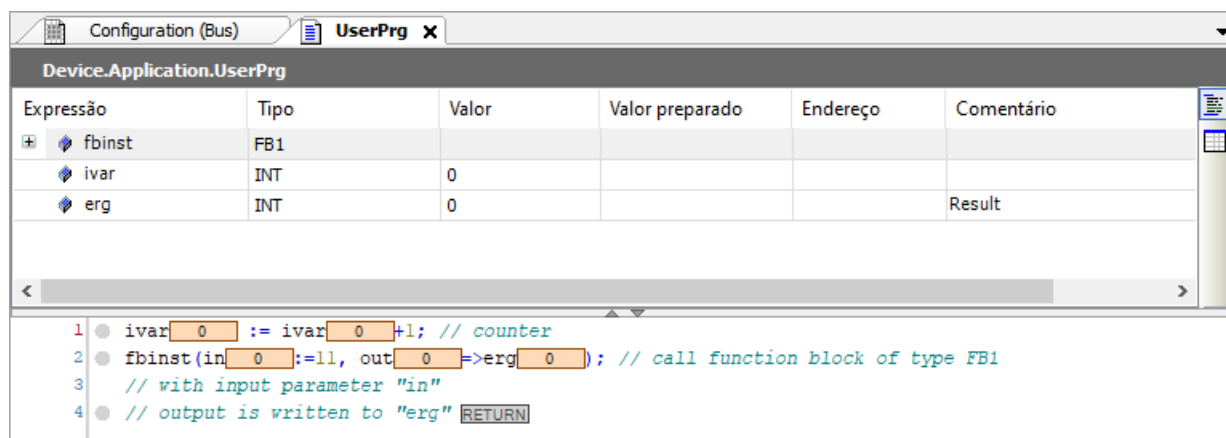 Configuration (Bus) UserPrg
Device.Application.UserPrg
Expressão Tipo Valor Valor preparado Endereço Comentário
fbinst FB1
ivar INT 0
erg INT 0 Result
1 ivar 0 := ivar 0 +1; // counter
2 fbinst(in 0 :=11, out 0 =>erg 0 ); // call function block of type FB1
3 // with input parameter "in"
4 // output is written to "erg" RETURN